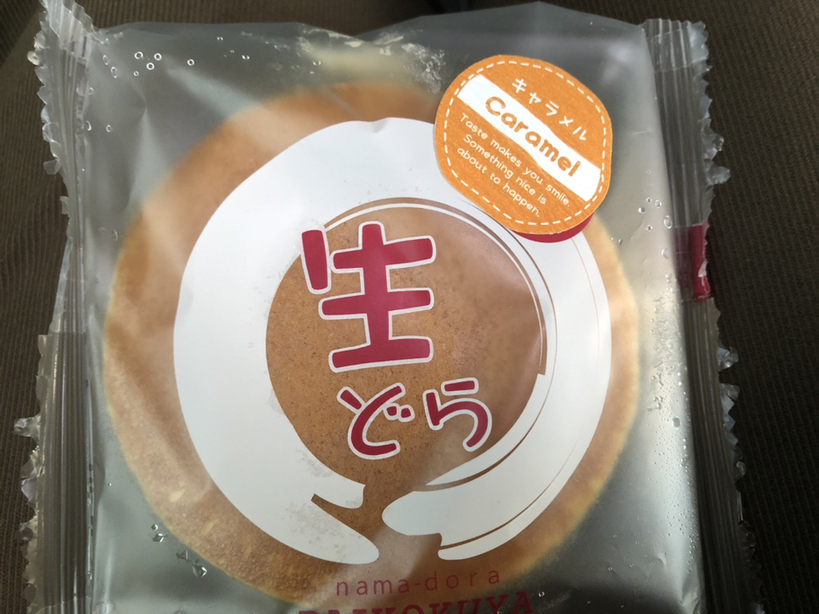 キャラメル
Caramel
Taste makes you smile.
Something nice is
about to happen.
生
どら
nama-dora
DAIKOKUYA